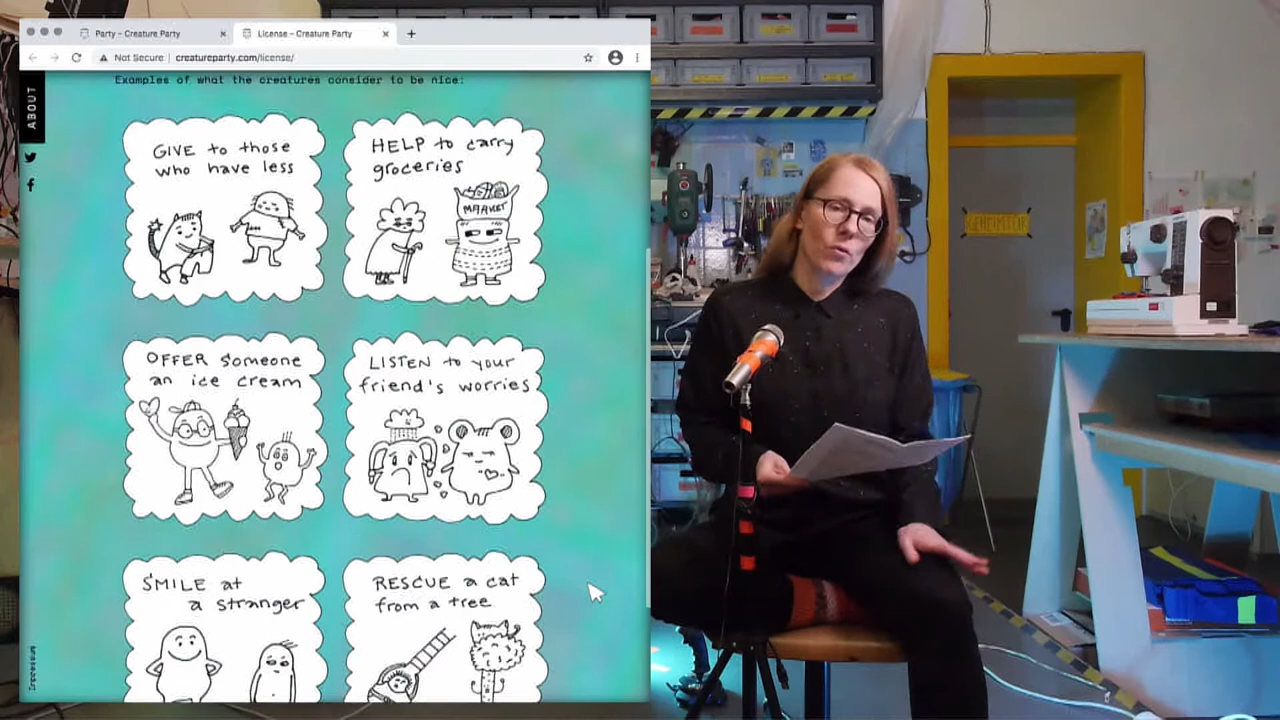 Party – Creature Party
License – Creature Party
Not Secure
creatureparty.com/license/
ABOUT
Examples of what the creatures consider to be nice:
GIVE to those
who have less
HELP to carry
groceries
MARKET
OFFER someone
an ice cream
LISTEN to your
friend's worries
SMILE at
a stranger
RESCUE a cat
from a tree
Impressum